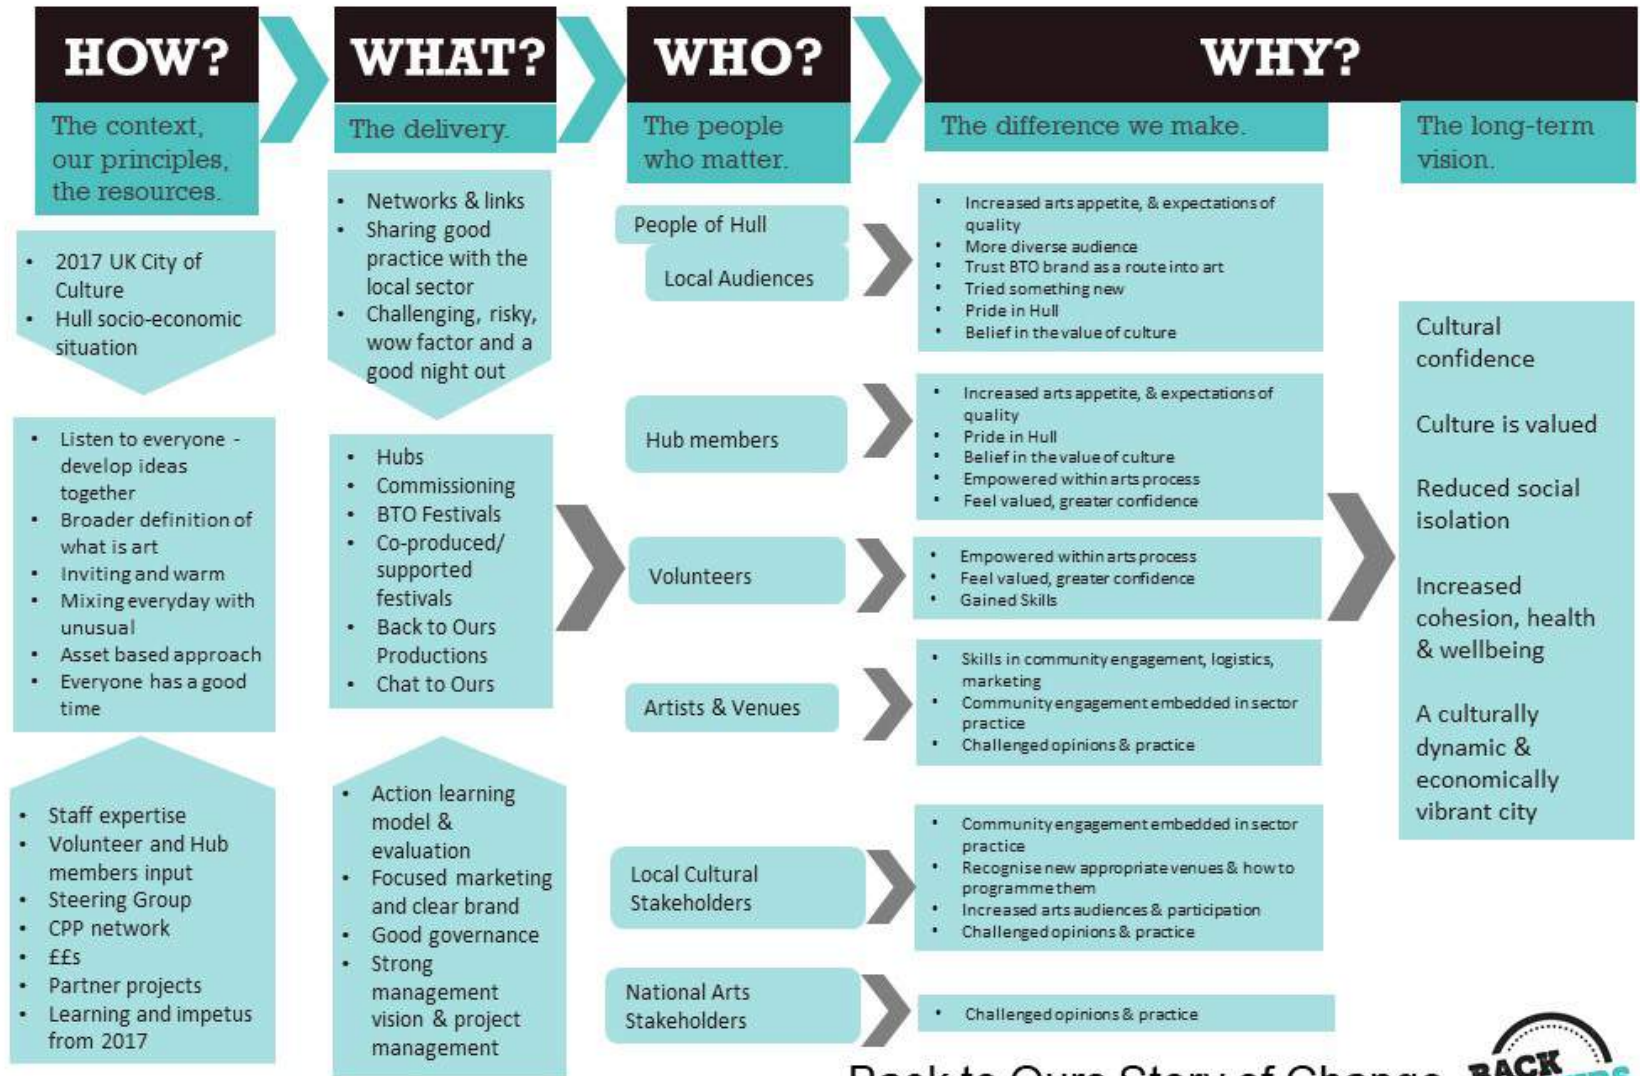 HOW?
WHAT?
WHO?
WHY?
The context,
our principles,
the resources.
• 2017 UK City of
Culture
• Hull socio-economic
situation
• Listen to everyone -
develop ideas
together
• Broader definition of
what is art
• Inviting and warm
• Mixing everyday with
unusual
• Asset based approach
• Everyone has a good
time
• Staff expertise
• Volunteer and Hub
members input
• Steering Group
• CPP network
• ££s
• Partner projects
• Learning and impetus
from 2017
The delivery.
• Networks & links
• Sharing good
practice with the
local sector
• Challenging, risky,
wow factor and a
good night out
• Hubs
• Commissioning
• BTO Festivals
• Co-produced/
supported
festivals
• Back to Ours
Productions
• Chat to Ours
• Action learning
model &
evaluation
• Focused marketing
and clear brand
• Good governance
• Strong
management
vision & project
management
The people
who matter.
The difference we make.
People of Hull
Local Audiences
• Increased arts appetite, & expectations of
quality
• More diverse audience
• Trust BTO brand as a route into art
• Tried something new
• Pride in Hull
• Belief in the value of culture
Hub members
• Increased arts appetite, & expectations of
quality
• Pride in Hull
• Belief in the value of culture
• Empowered within arts process
• Feel valued, greater confidence
Volunteers
• Empowered within arts process
• Feel valued, greater confidence
• Gained Skills
Artists & Venues
• Skills in community engagement, logistics,
marketing
• Community engagement embedded in sector
practice
• Challenged opinions & practice
Local Cultural
Stakeholders
• Community engagement embedded in sector
practice
• Recognise new appropriate venues & how to
programme them
• Increased arts audiences & participation
• Challenged opinions & practice
National Arts
Stakeholders
• Challenged opinions & practice
The long-term
vision.
Cultural
confidence
Culture is valued
Reduced social
isolation
Increased
cohesion, health
& wellbeing
A culturally
dynamic &
economically
vibrant city
Back to Ours Story of Change
BACK